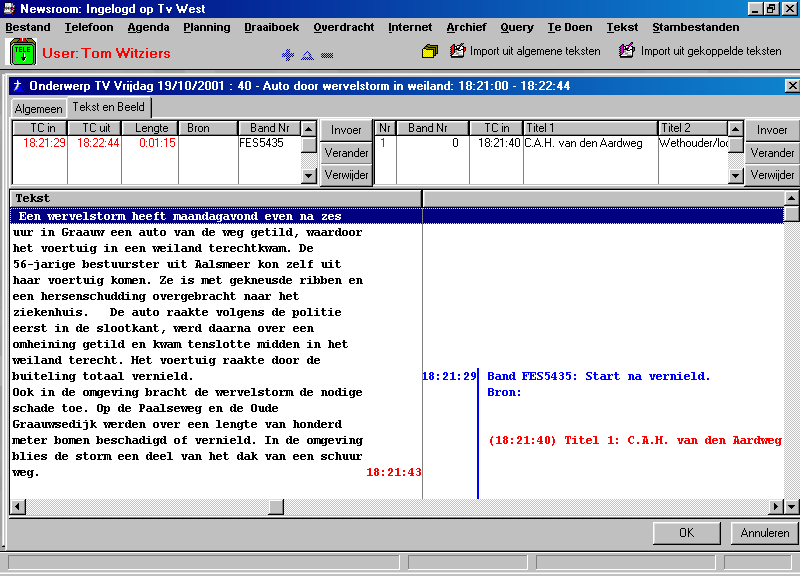 Newsroom: Ingelogd op Tv West
Bestand Telefoon Agenda Planning Draaiboek Overdracht Internet Archief Query Te Doen Tekst Stambestanden
TELE User: Tom Witziers Import uit algemene teksten Import uit gekoppelde teksten
Onderwerp TV Vrijdag 19/10/2001 : 40 - Auto door wervelstorm in weiland: 18:21:00 - 18:22:44
Algemeen Tekst en Beeld
TC in TC uit Lengte Bron Band Nr Invoer Nr Band Nr TC in Titel 1 Titel 2 Invoer
18:21:29 18:22:44 0:01:15 FES5435 1 0 18:21:40 C.A.H. van den Aardweg Wethouder/loc
Verander Verander
Verwijder Verwijder
Tekst
Een wervelstorm heeft maandagavond even na zes
uur in Graauw een auto van de weg getild, waardoor
het voertuig in een weiland terechtkwam. De
56-jarige bestuurster uit Aalsmeer kon zelf uit
haar voertuig komen. Ze is met gekneusde ribben en
een hersenschudding overgebracht naar het
ziekenhuis. De auto raakte volgens de politie
eerst in de slootkant, werd daarna over een
omheining getild en kwam tenslotte midden in het
weiland terecht. Het voertuig raakte door de
buiteling totaal vernield. 18:21:29 Band FES5435: Start na vernield.
Ook in de omgeving bracht de wervelstorm de nodige Bron:
schade toe. Op de Paalseweg en de Oude
Graauwsedijk werden over een lengte van honderd
meter bomen beschadigd of vernield. In de omgeving (18:21:40) Titel 1: C.A.H. van den Aardweg
blies de storm een deel van het dak van een schuur
weg. 18:21:43
OK Annuleren